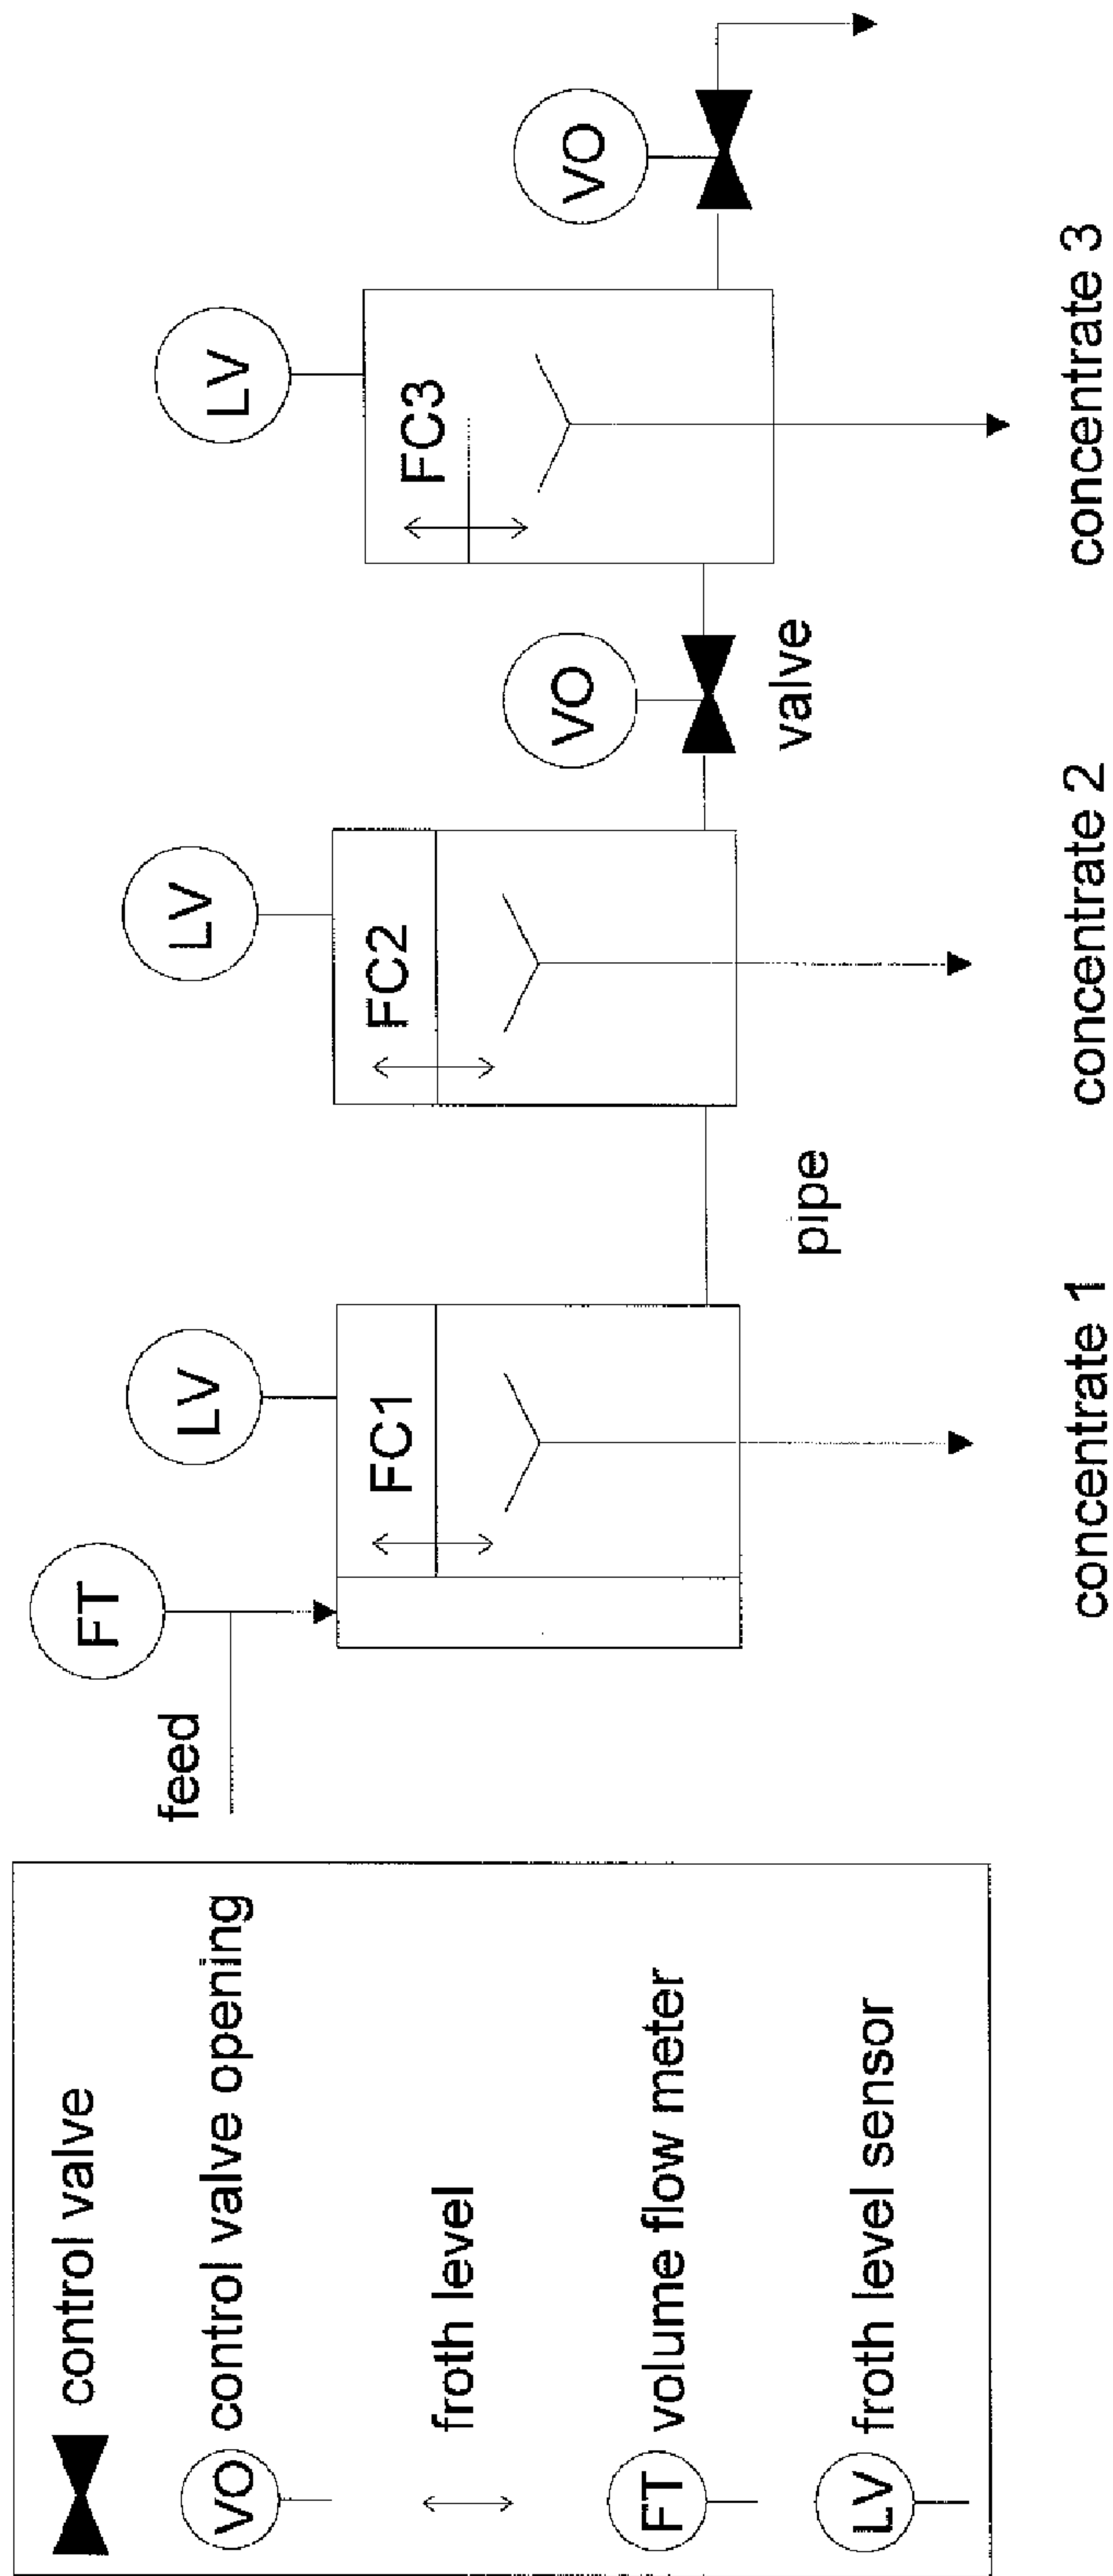 control valve
VO control valve opening
froth level
FT volume flow meter
LV froth level sensor
feed
FT
LV
LV
LV
FC1
FC2
FC3
VO
VO
pipe
valve
concentrate 1
concentrate 2
concentrate 3